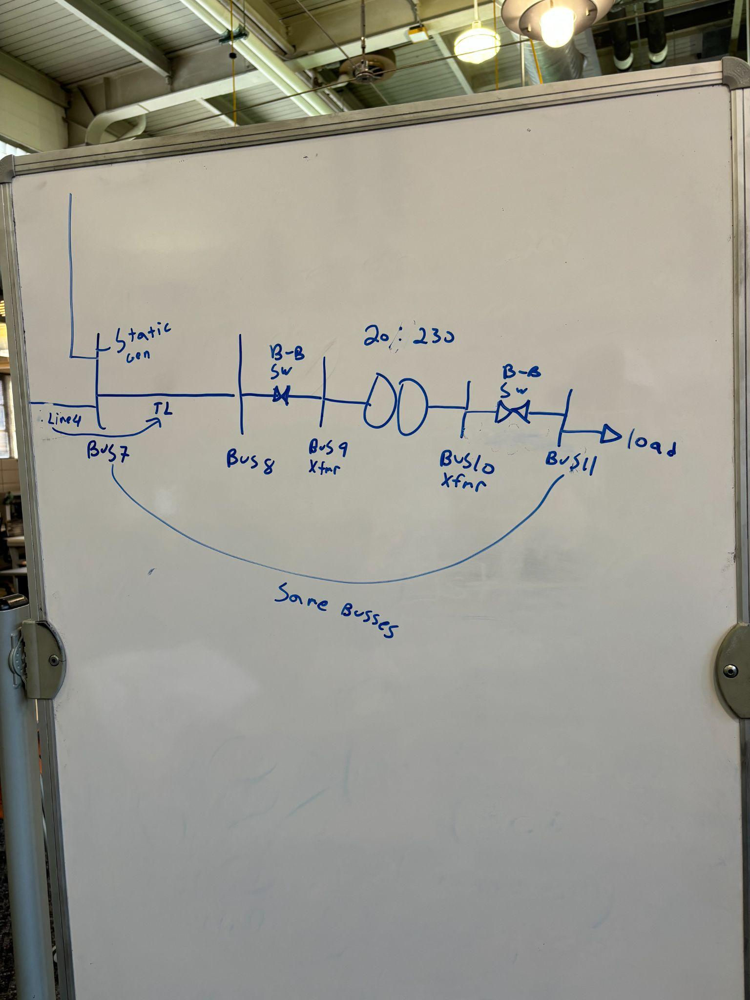 Static
Gen
20 : 230
B-B
Sw
B-B
Sw
Line4
TL
load
Bus7
Bus8
Bus9
Xfmr
Bus10
Xfmr
Bus11
Same Busses